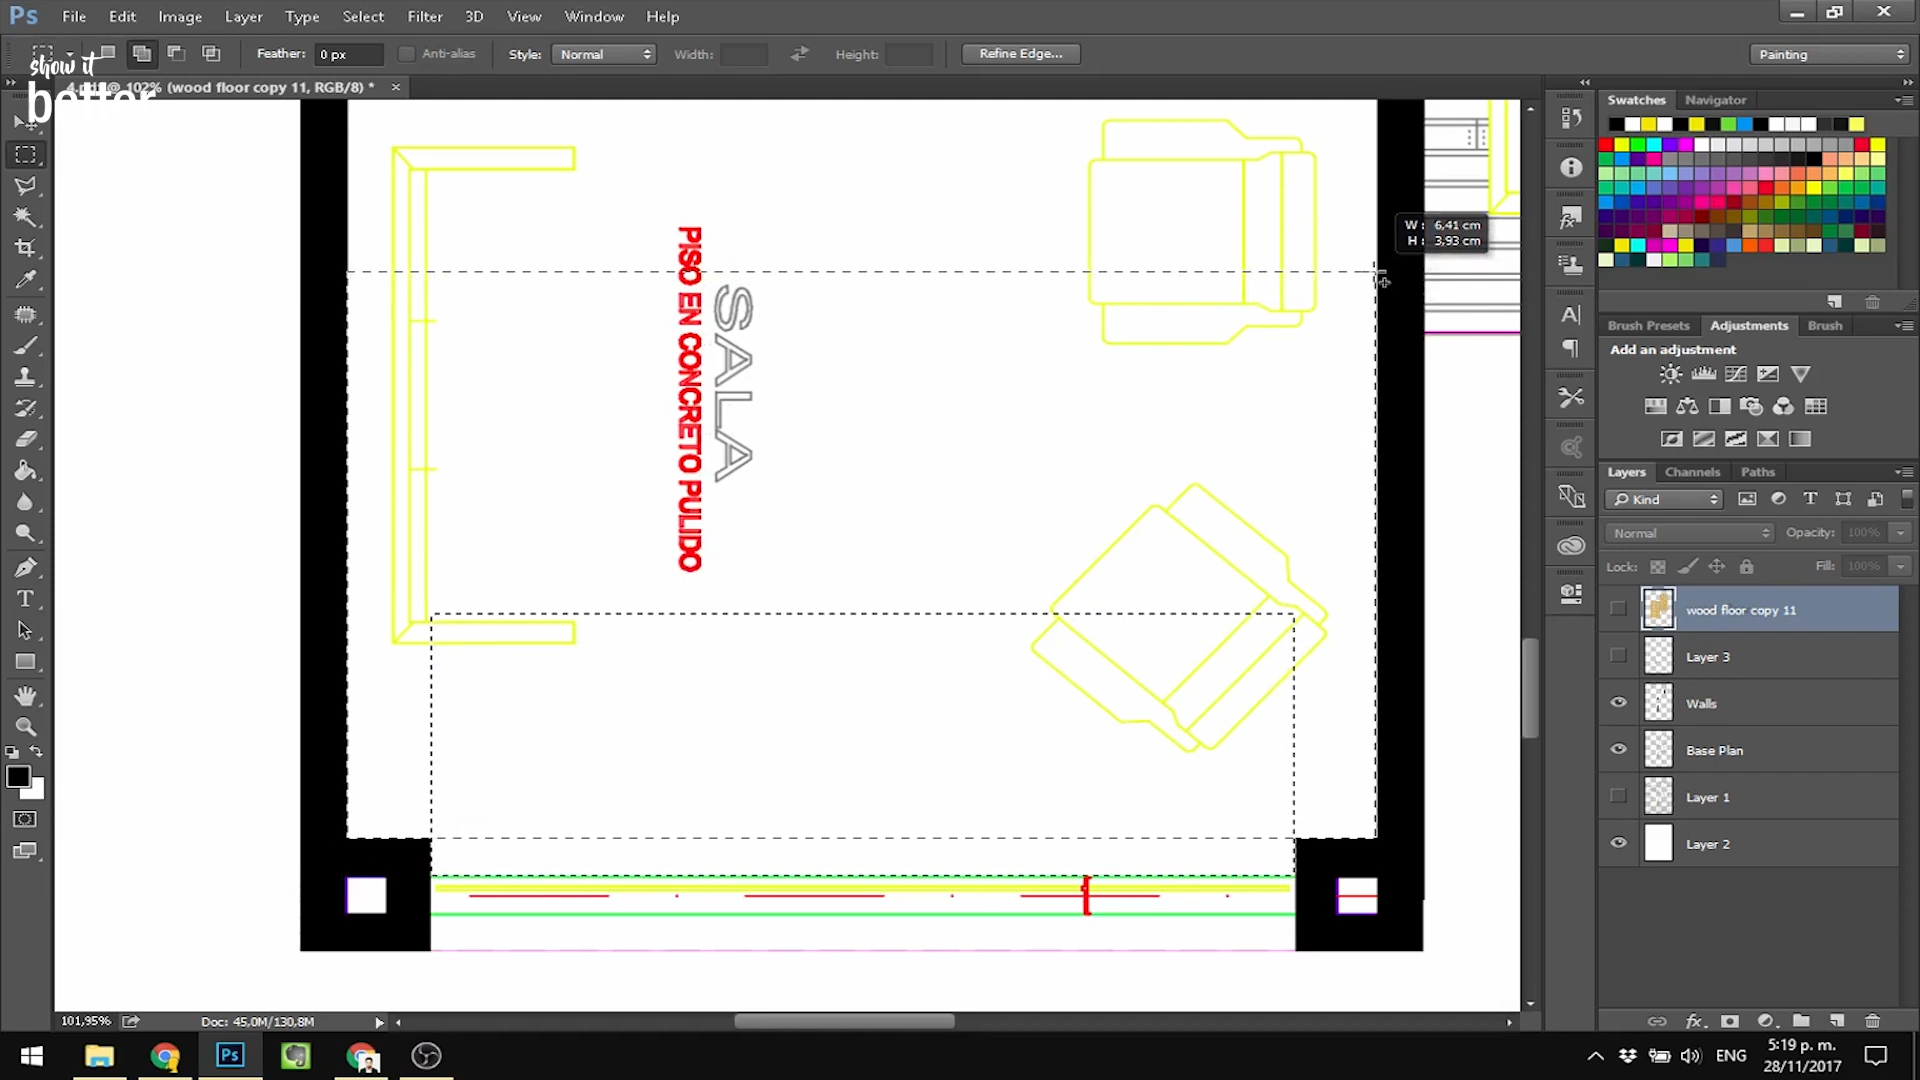 Ps File Edit Image Layer Type Select Filter 3D View Window Help
Feather: 0 px Anti-alias Style: Normal Width: Height: Refine Edge... Painting
show it
better
@ 102% (wood floor copy 11, RGB/8) * ×
Swatches Navigator
W: 6,41 cm
H: 3,93 cm
PISO EN CONCRETO PULIDO
SALA
Brush Presets Adjustments Brush
Add an adjustment
Layers Channels Paths
Kind
Normal Opacity: 100%
Lock: Fill: 100%
wood floor copy 11
Layer 3
Walls
Base Plan
Layer 1
Layer 2
101,95% Doc: 45,0M/130,8M
Ps ENG 5:19 p. m.
28/11/2017